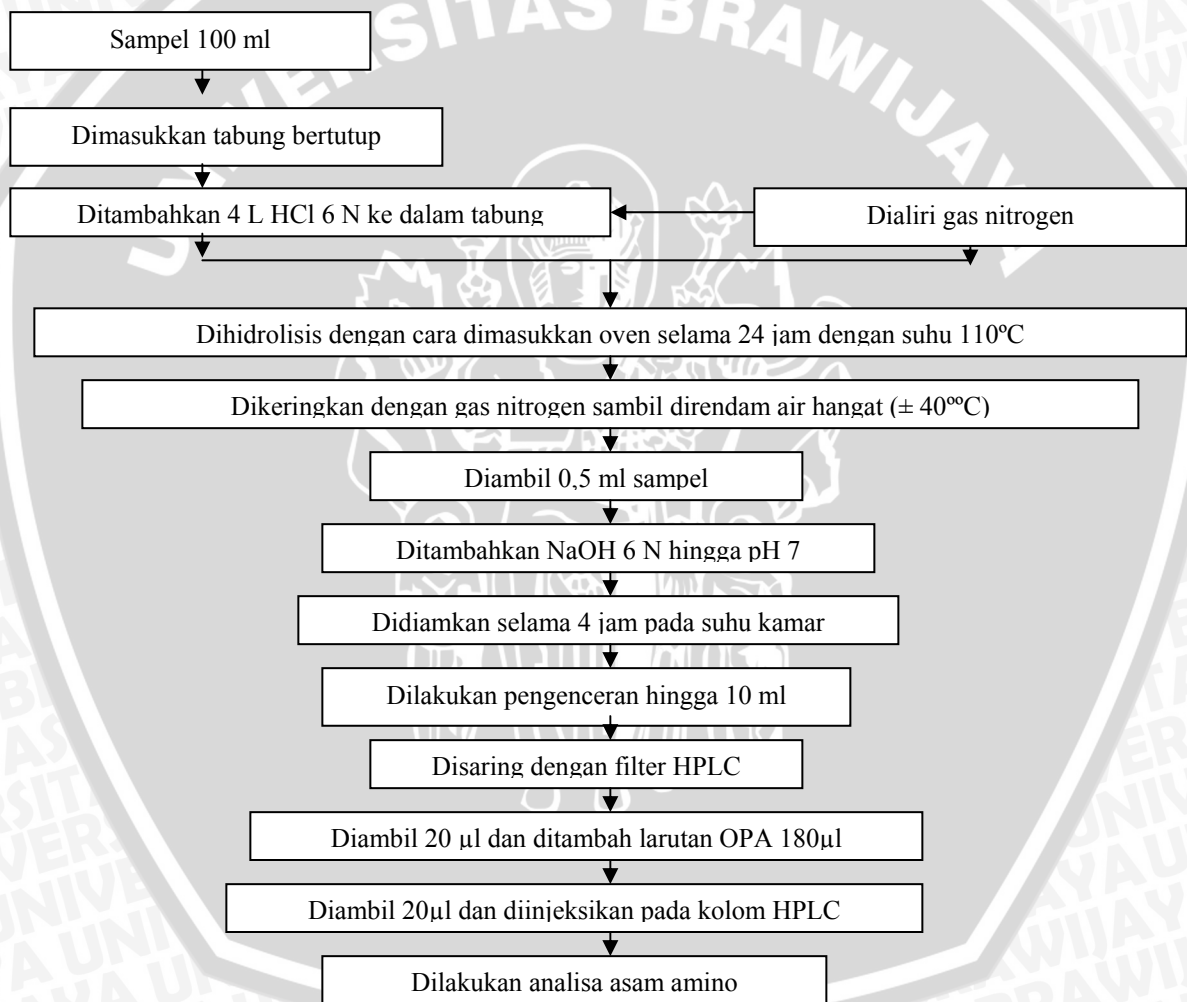 UNIVERSITAS BRAWIJAYA
Sampel 100 ml
Dimasukkan tabung bertutup
Ditambahkan 4 L HCl 6 N ke dalam tabung
Dialiri gas nitrogen
Dihidrolisis dengan cara dimasukkan oven selama 24 jam dengan suhu 110ºC
Dikeringkan dengan gas nitrogen sambil direndam air hangat (± 40ººC)
Diambil 0,5 ml sampel
Ditambahkan NaOH 6 N hingga pH 7
Didiamkan selama 4 jam pada suhu kamar
Dilakukan pengenceran hingga 10 ml
Disaring dengan filter HPLC
Diambil 20 µl dan ditambah larutan OPA 180µl
Diambil 20µl dan diinjeksikan pada kolom HPLC
Dilakukan analisa asam amino